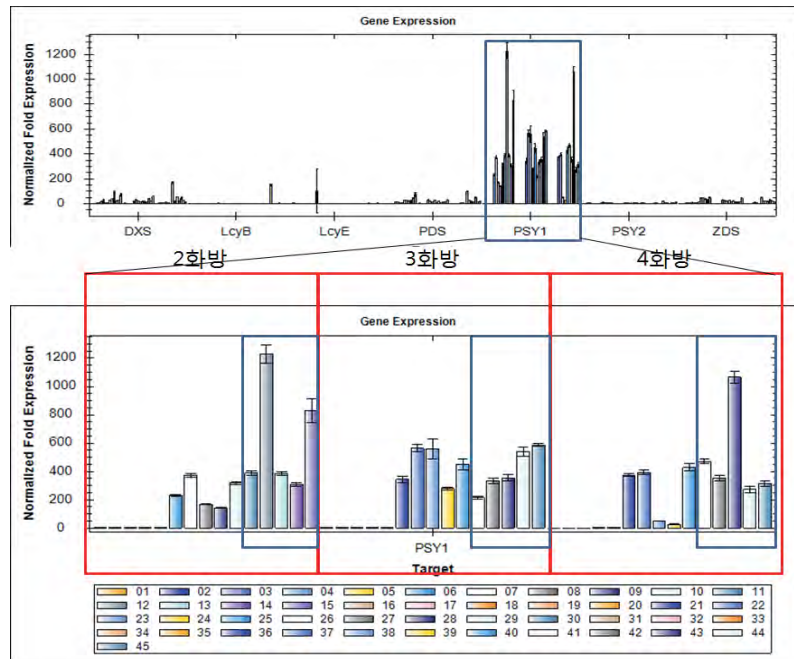 Gene Expression
Normalized Fold Expression
1200
1000
800
600
400
200
0
DXS LcyB LcyE PDS PSY1 PSY2 ZDS
2화방 3화방 4화방
Gene Expression
Normalized Fold Expression
1200
1000
800
600
400
200
0
PSY1
Target
01 02 03 04 05 06 07 08 09 10 11
12 13 14 15 16 17 18 19 20 21 22
23 24 25 26 27 28 29 30 31 32 33
34 35 36 37 38 39 40 41 42 43 44
45